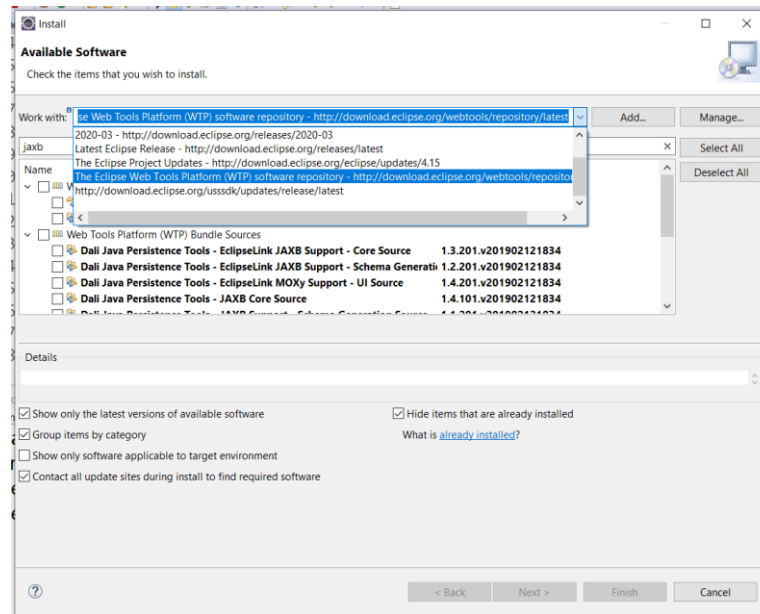 Install
Available Software
Check the items that you wish to install.
Work with: se Web Tools Platform (WTP) software repository - http://download.eclipse.org/webtools/repository/latest Add... Manage...
2020-03 - http://download.eclipse.org/releases/2020-03
Latest Eclipse Release - http://download.eclipse.org/releases/latest
The Eclipse Project Updates - http://download.eclipse.org/eclipse/updates/4.15
The Eclipse Web Tools Platform (WTP) software repository - http://download.eclipse.org/webtools/repositor
http://download.eclipse.org/usssdk/updates/release/latest
jaxb Select All
Name Deselect All
Web Tools Platform (WTP) Bundle Sources
Dali Java Persistence Tools - EclipseLink JAXB Support - Core Source 1.3.201.v201902121834
Dali Java Persistence Tools - EclipseLink JAXB Support - Schema Generati 1.2.201.v201902121834
Dali Java Persistence Tools - EclipseLink MOXy Support - UI Source 1.4.201.v201902121834
Dali Java Persistence Tools - JAXB Core Source 1.4.101.v201902121834
Details
Show only the latest versions of available software Hide items that are already installed
Group items by category What is already installed?
Show only software applicable to target environment
Contact all update sites during install to find required software
? < Back Next > Finish Cancel